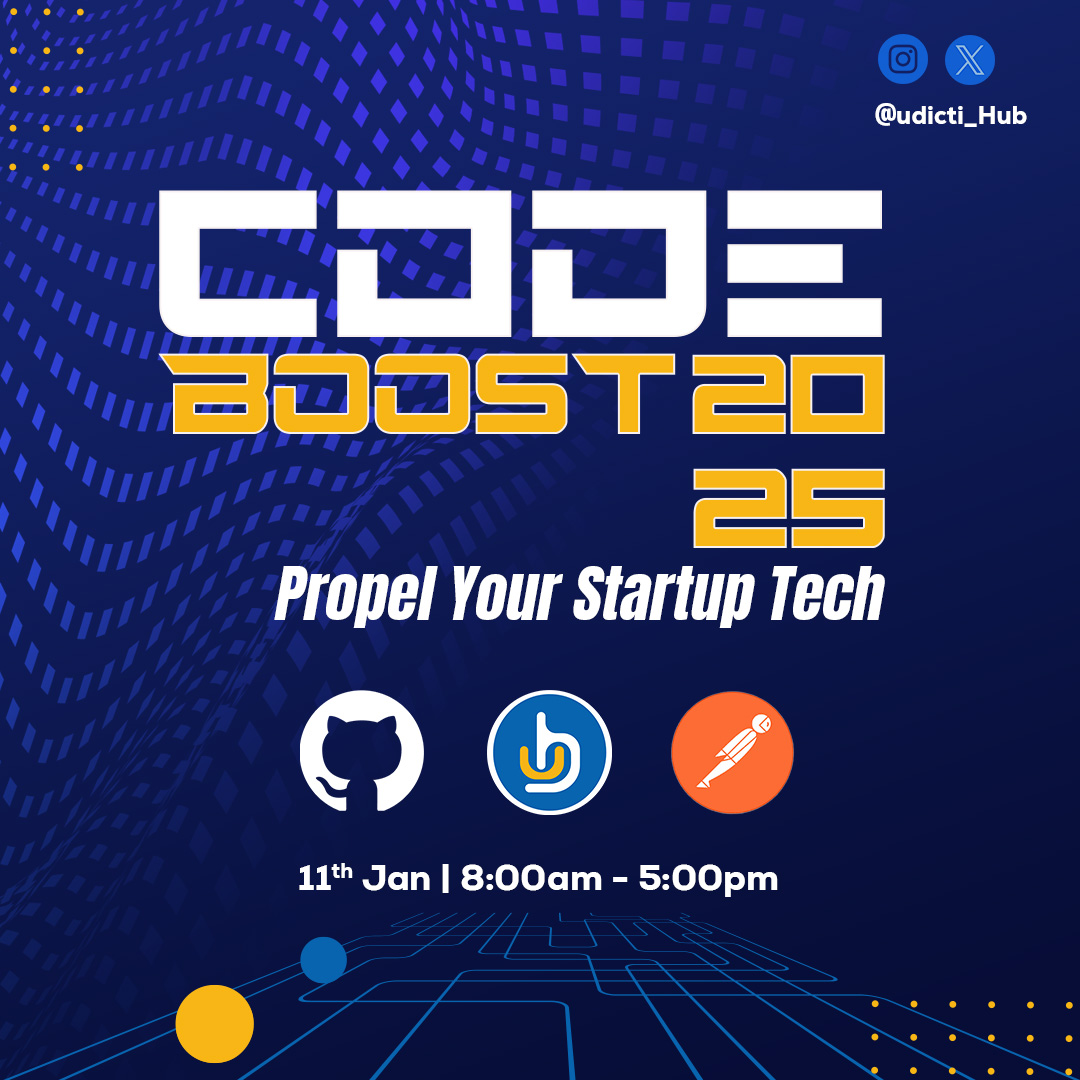 @udicti_Hub
CODE
BOOST 20
25
Propel Your Startup Tech
11th Jan | 8:00am - 5:00pm